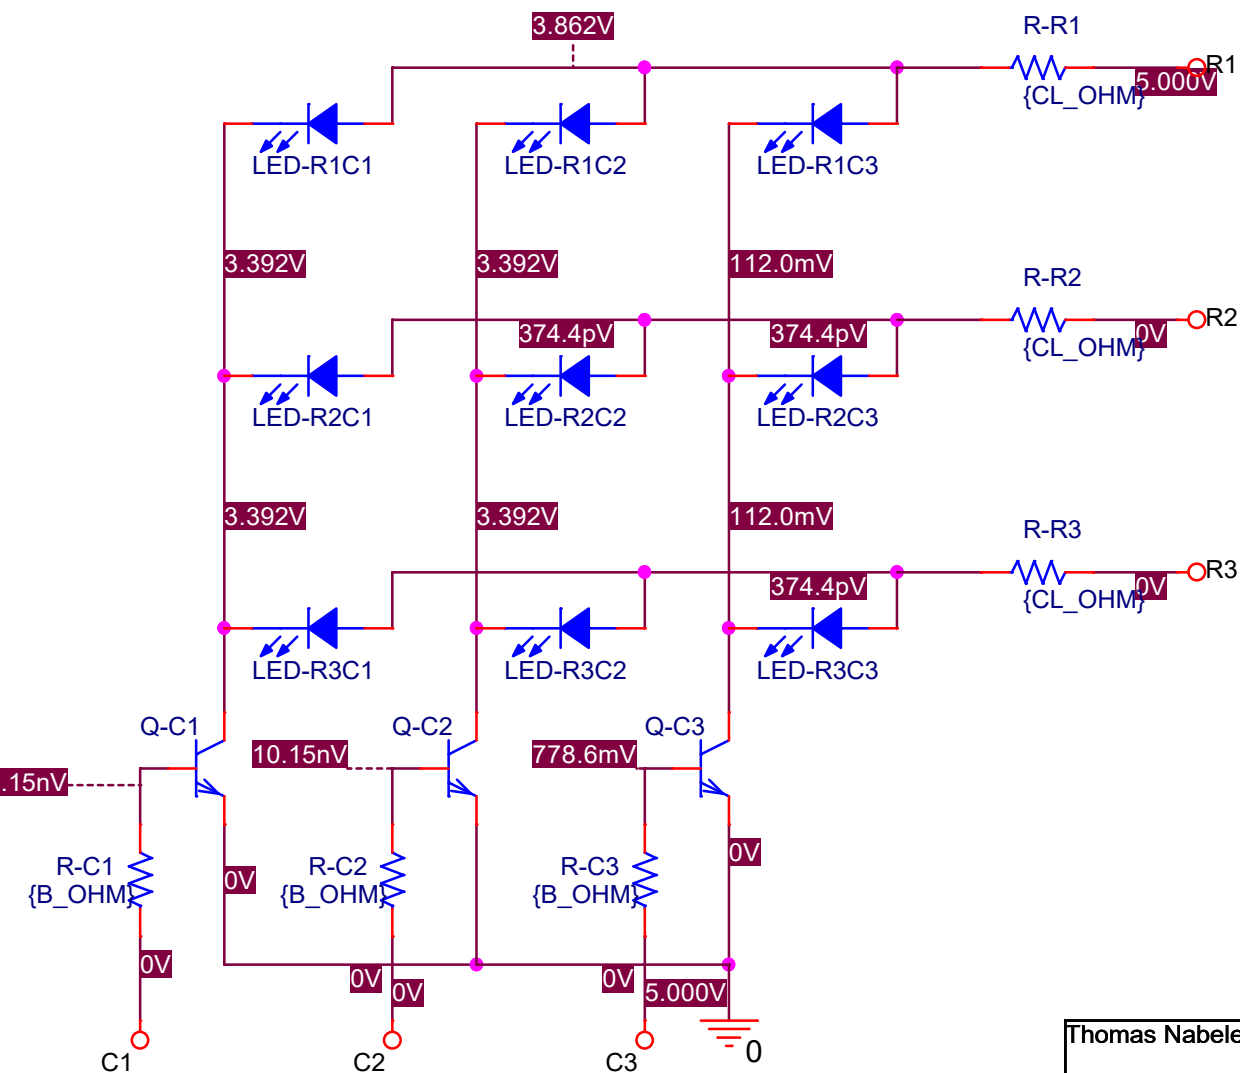 3.862V
R-R1
R1
5.000V
{CL_OHM}
LED-R1C1
LED-R1C2
LED-R1C3
3.392V
3.392V
112.0mV
R-R2
R2
374.4pV
374.4pV
0V
{CL_OHM}
LED-R2C1
LED-R2C2
LED-R2C3
3.392V
3.392V
112.0mV
R-R3
R3
374.4pV
0V
{CL_OHM}
LED-R3C1
LED-R3C2
LED-R3C3
Q-C1
Q-C2
Q-C3
.15nV
10.15nV
778.6mV
0V
R-C1
R-C2
R-C3
0V
{B_OHM}
{B_OHM}
{B_OHM}
0V
0V
0V
0V
5.000V
Thomas Nabele
0
C1
C2
C3